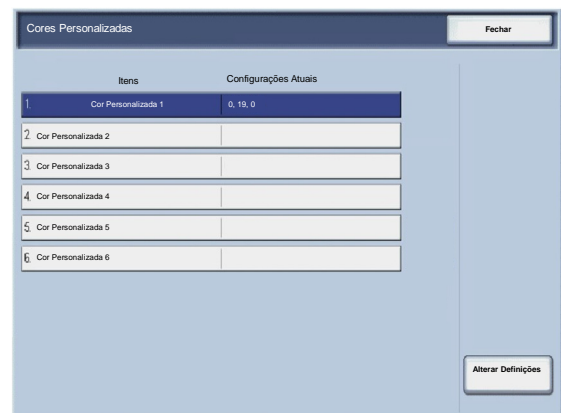 Cores Personalizadas
Fechar
Itens Configurações Atuais
1. Cor Personalizada 1 0, 19, 0
2. Cor Personalizada 2
3. Cor Personalizada 3
4. Cor Personalizada 4
5. Cor Personalizada 5
6. Cor Personalizada 6
Alterar Definições